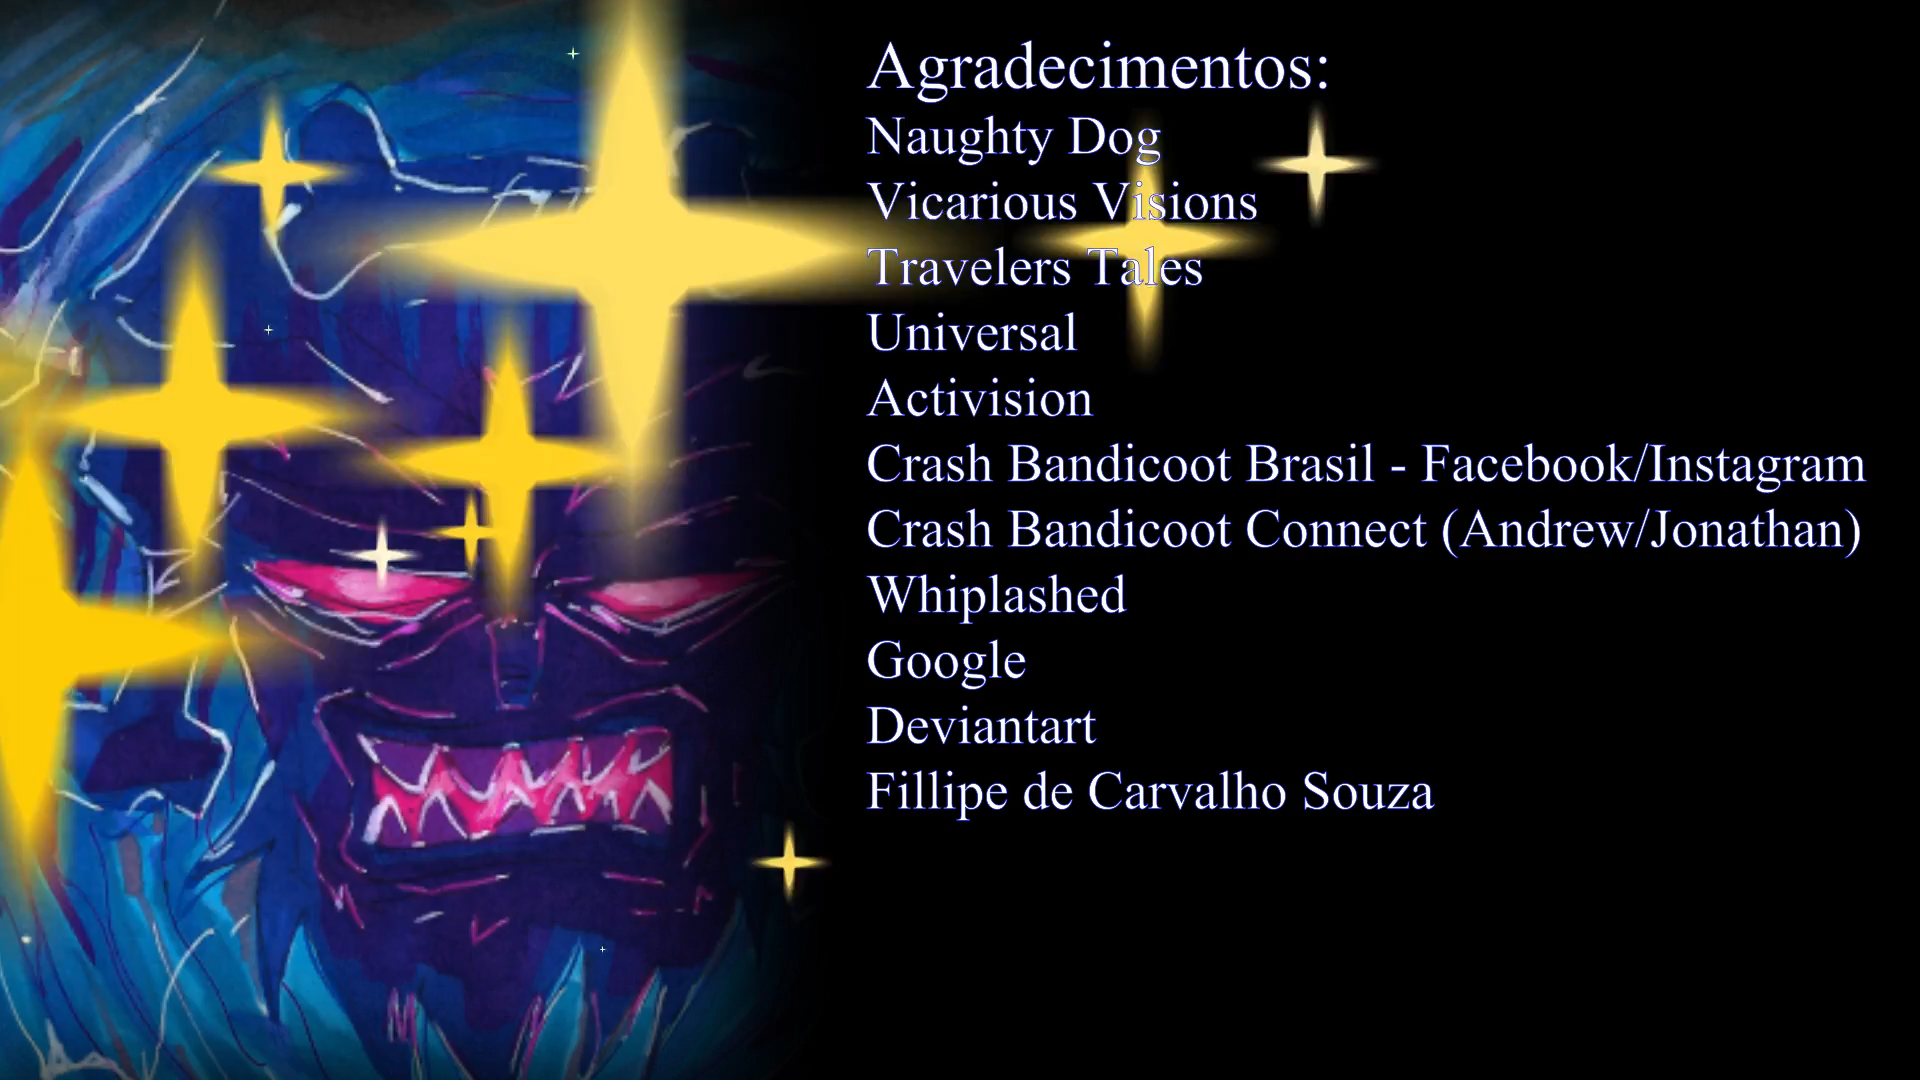 Agradecimentos:
Naughty Dog
Vicarious Visions
Travelers Tales
Universal
Activision
Crash Bandicoot Brasil - Facebook/Instagram
Crash Bandicoot Connect (Andrew/Jonathan)
Whiplashed
Google
Deviantart
Fillipe de Carvalho Souza